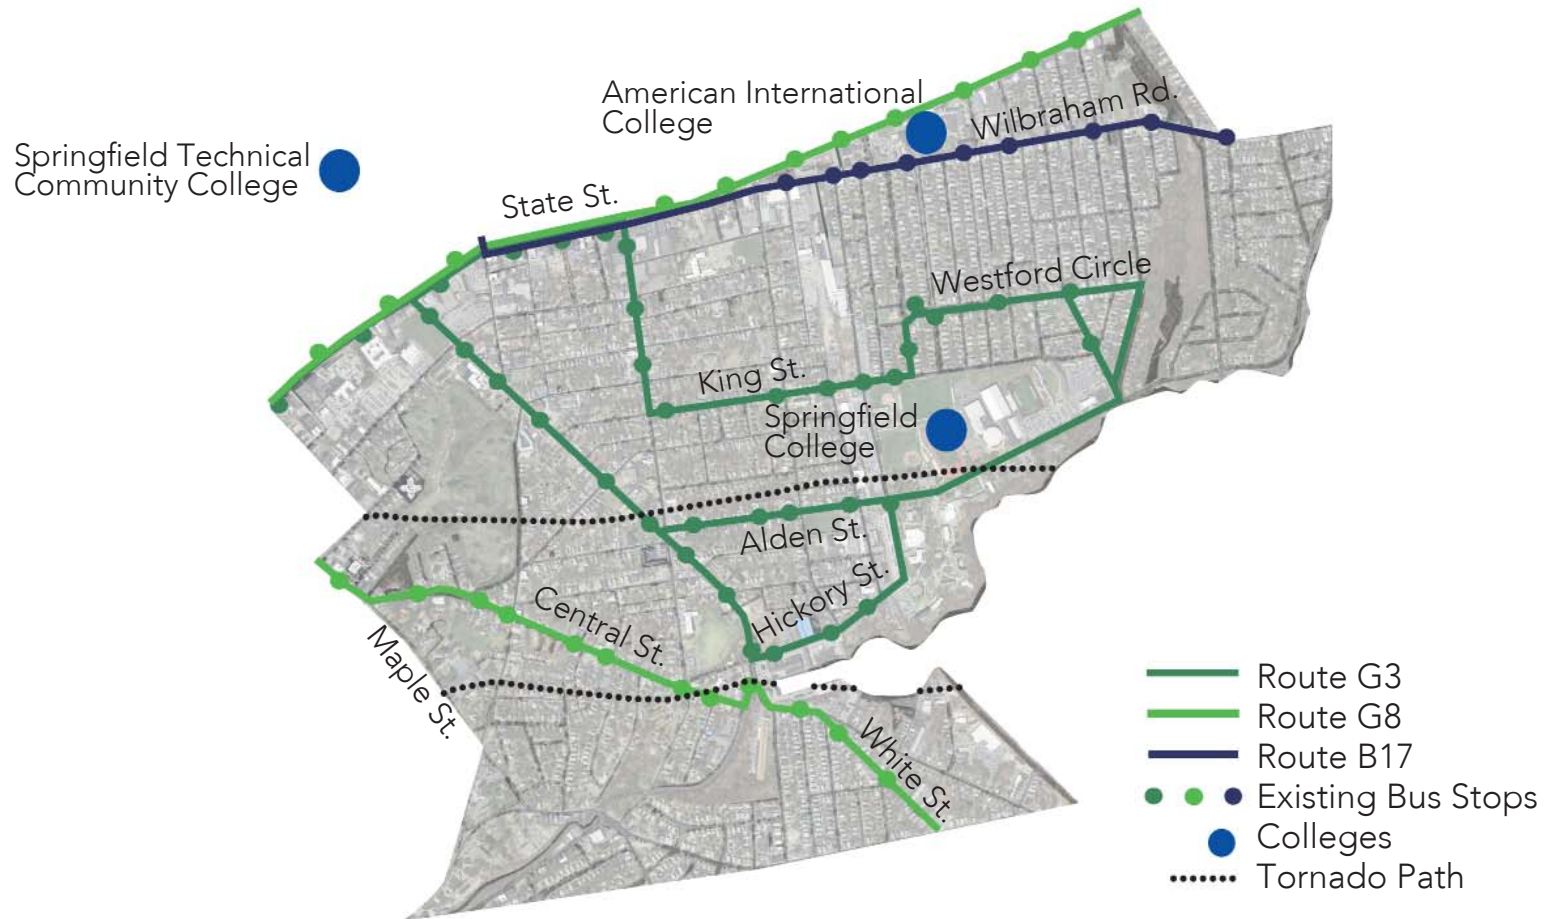 American International
College
Wilbraham Rd.
Springfield Technical
Community College
State St.
Westford Circle
King St.
Springfield
College
Alden St.
Hickory St.
Central St.
Maple St.
White St.
Route G3
Route G8
Route B17
Existing Bus Stops
Colleges
Tornado Path